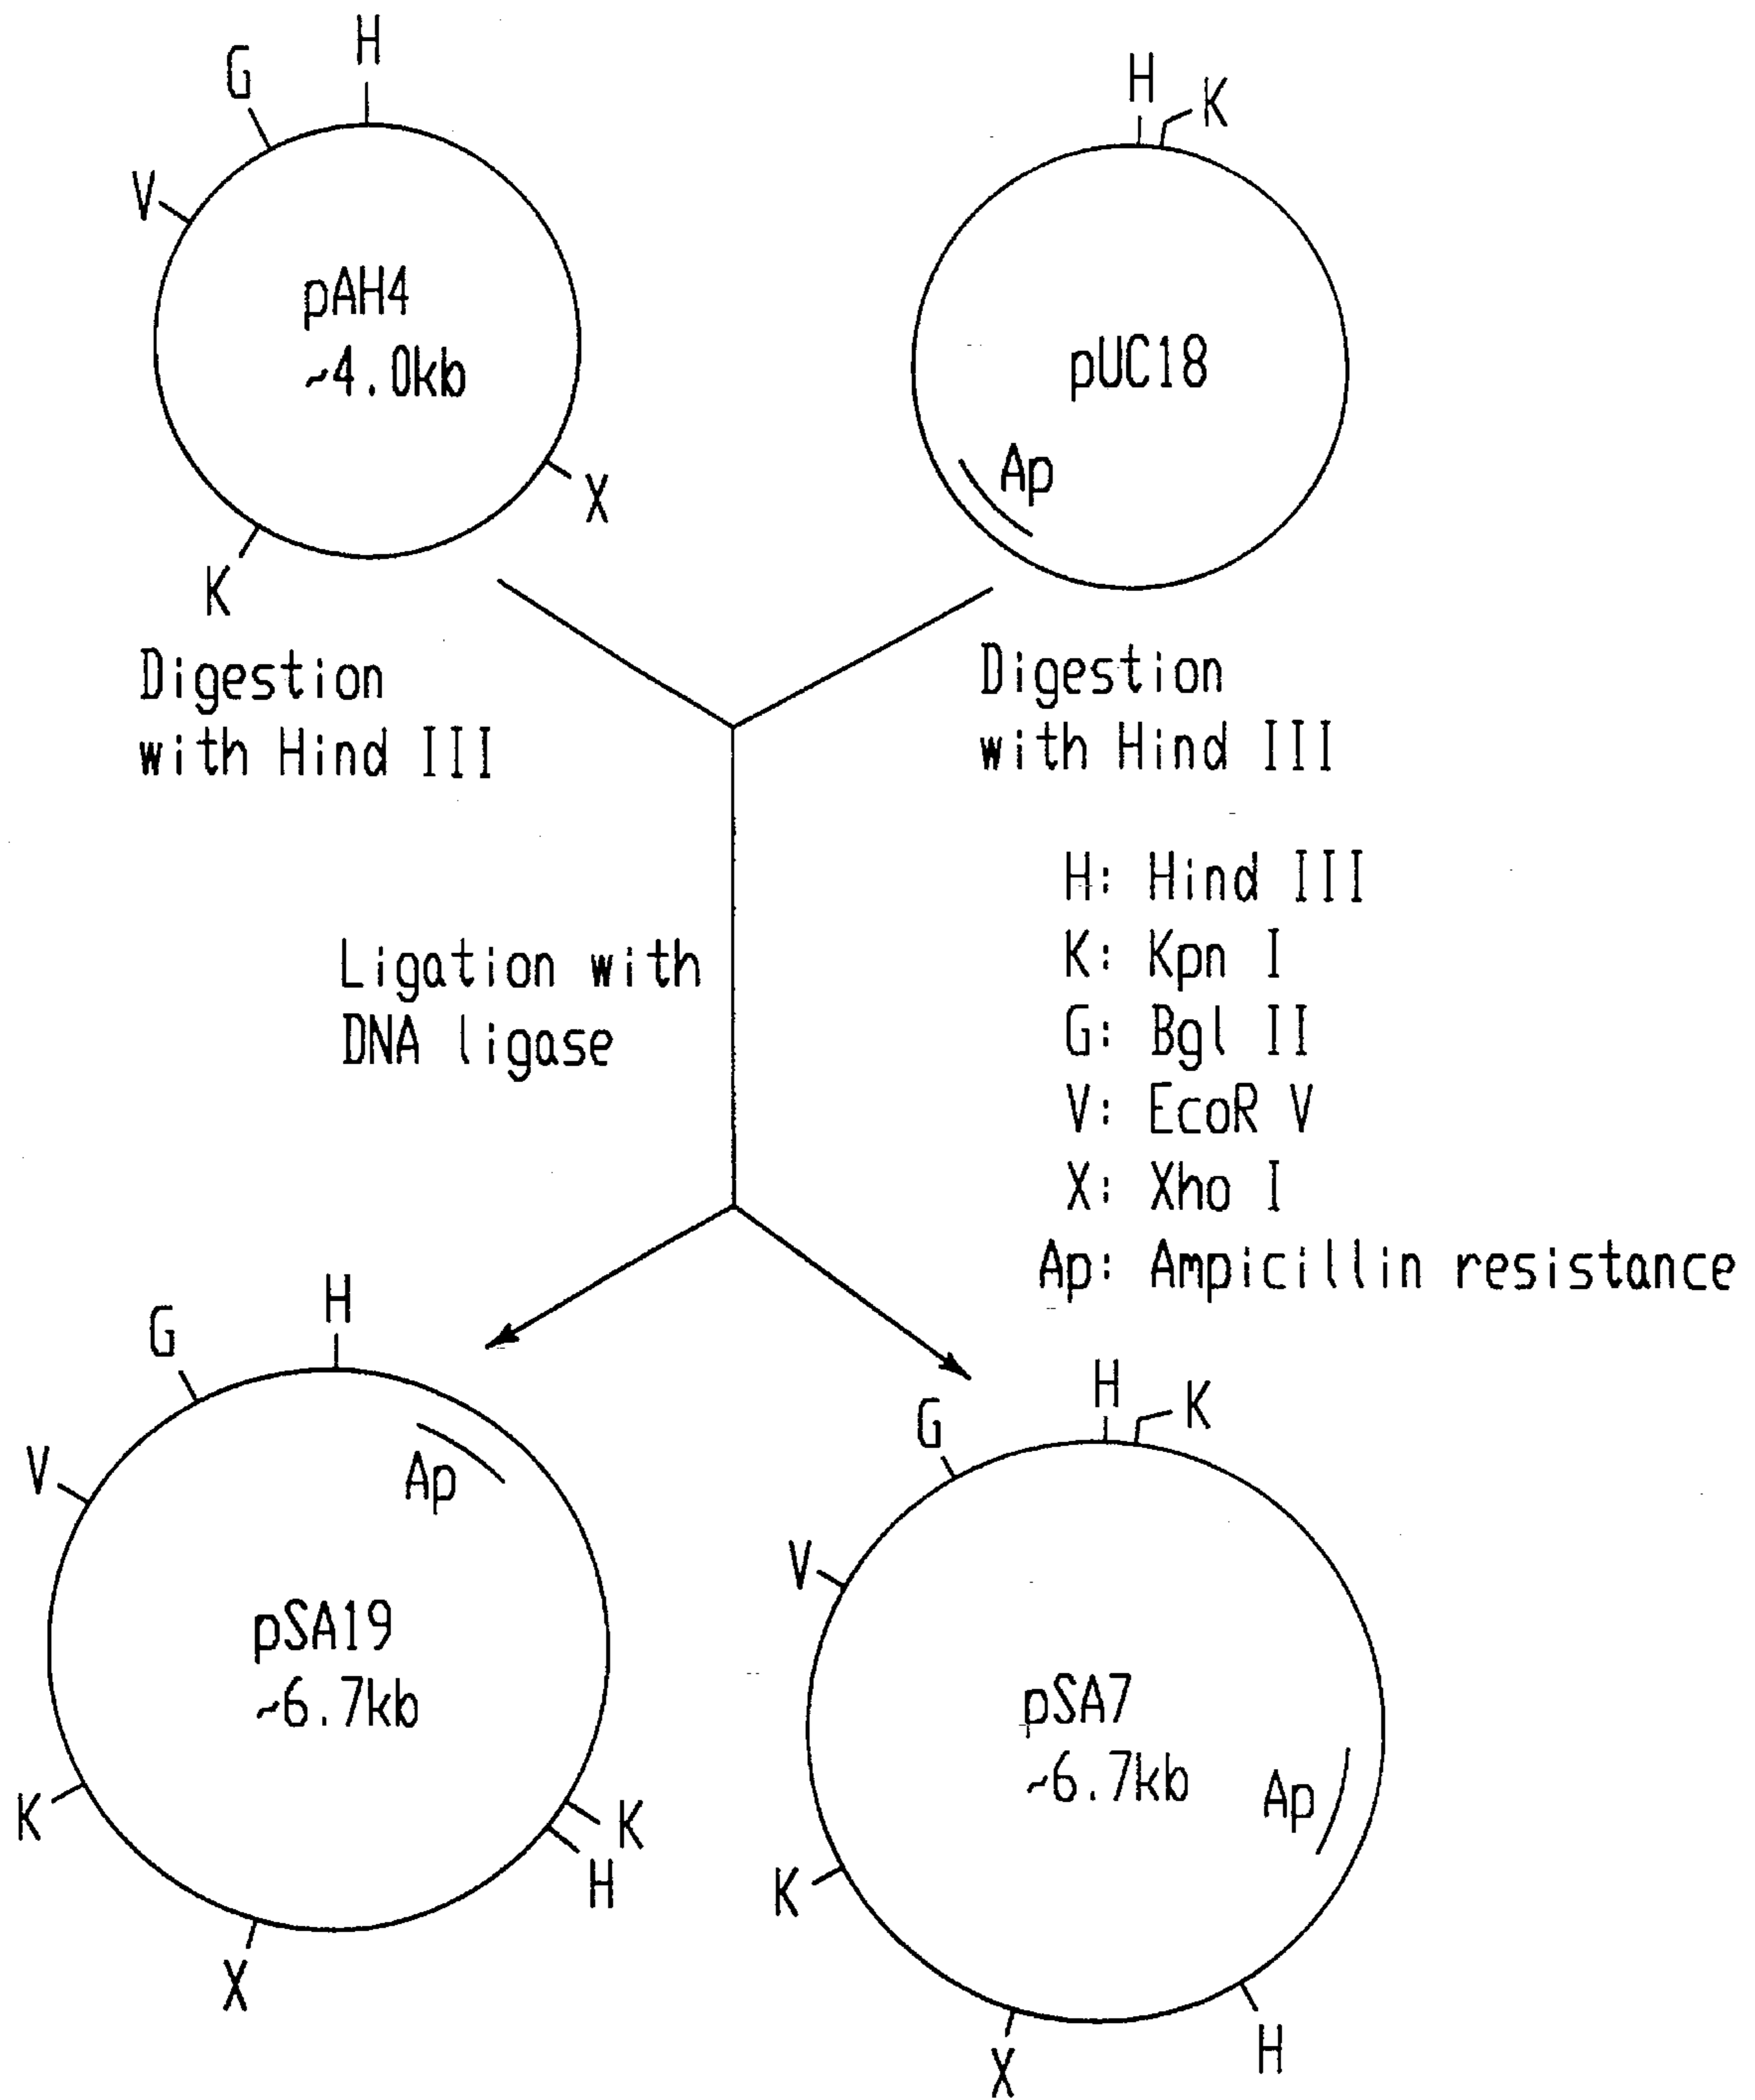 H
G
V
pAH4
~4.0kb
X
K
H
K
pUC18
Ap
Digestion
with Hind III
Digestion
with Hind III
H: Hind III
K: Kpn I
G: Bgl II
V: EcoR V
X: Xho I
Ap: Ampicillin resistance
Ligation with
DNA ligase
H
G
Ap
V
pSA19
~6.7kb
K
K
H
X
H
K
G
V
pSA7
~6.7kb
Ap
K
H
X